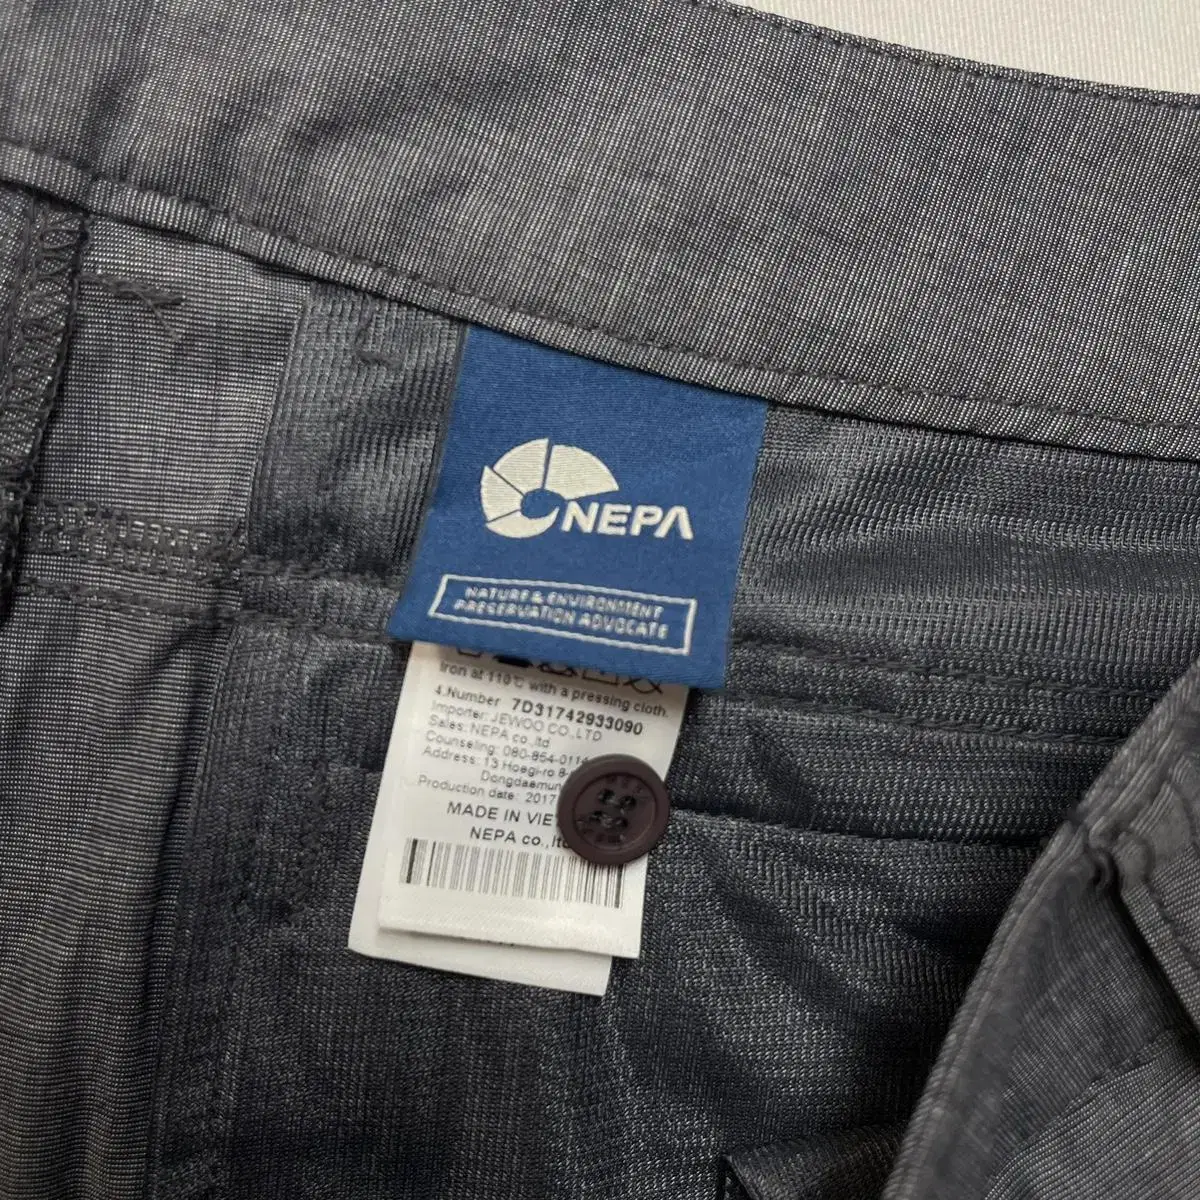 NEPA
NATURE & ENVIRONMENT
PRESERVATION ADVOCATE
Iron at 110℃ with a pressing cloth.
4.Number 7D31742933090
Importer: JEWOO CO.,LTD
Sales: NEPA co.,ltd
Counseling: 080-854-0114
Address: 13 Hoegi-ro 8-
Dongdaemun
Production date: 2017
MADE IN VIE
NEPA co.,ltd